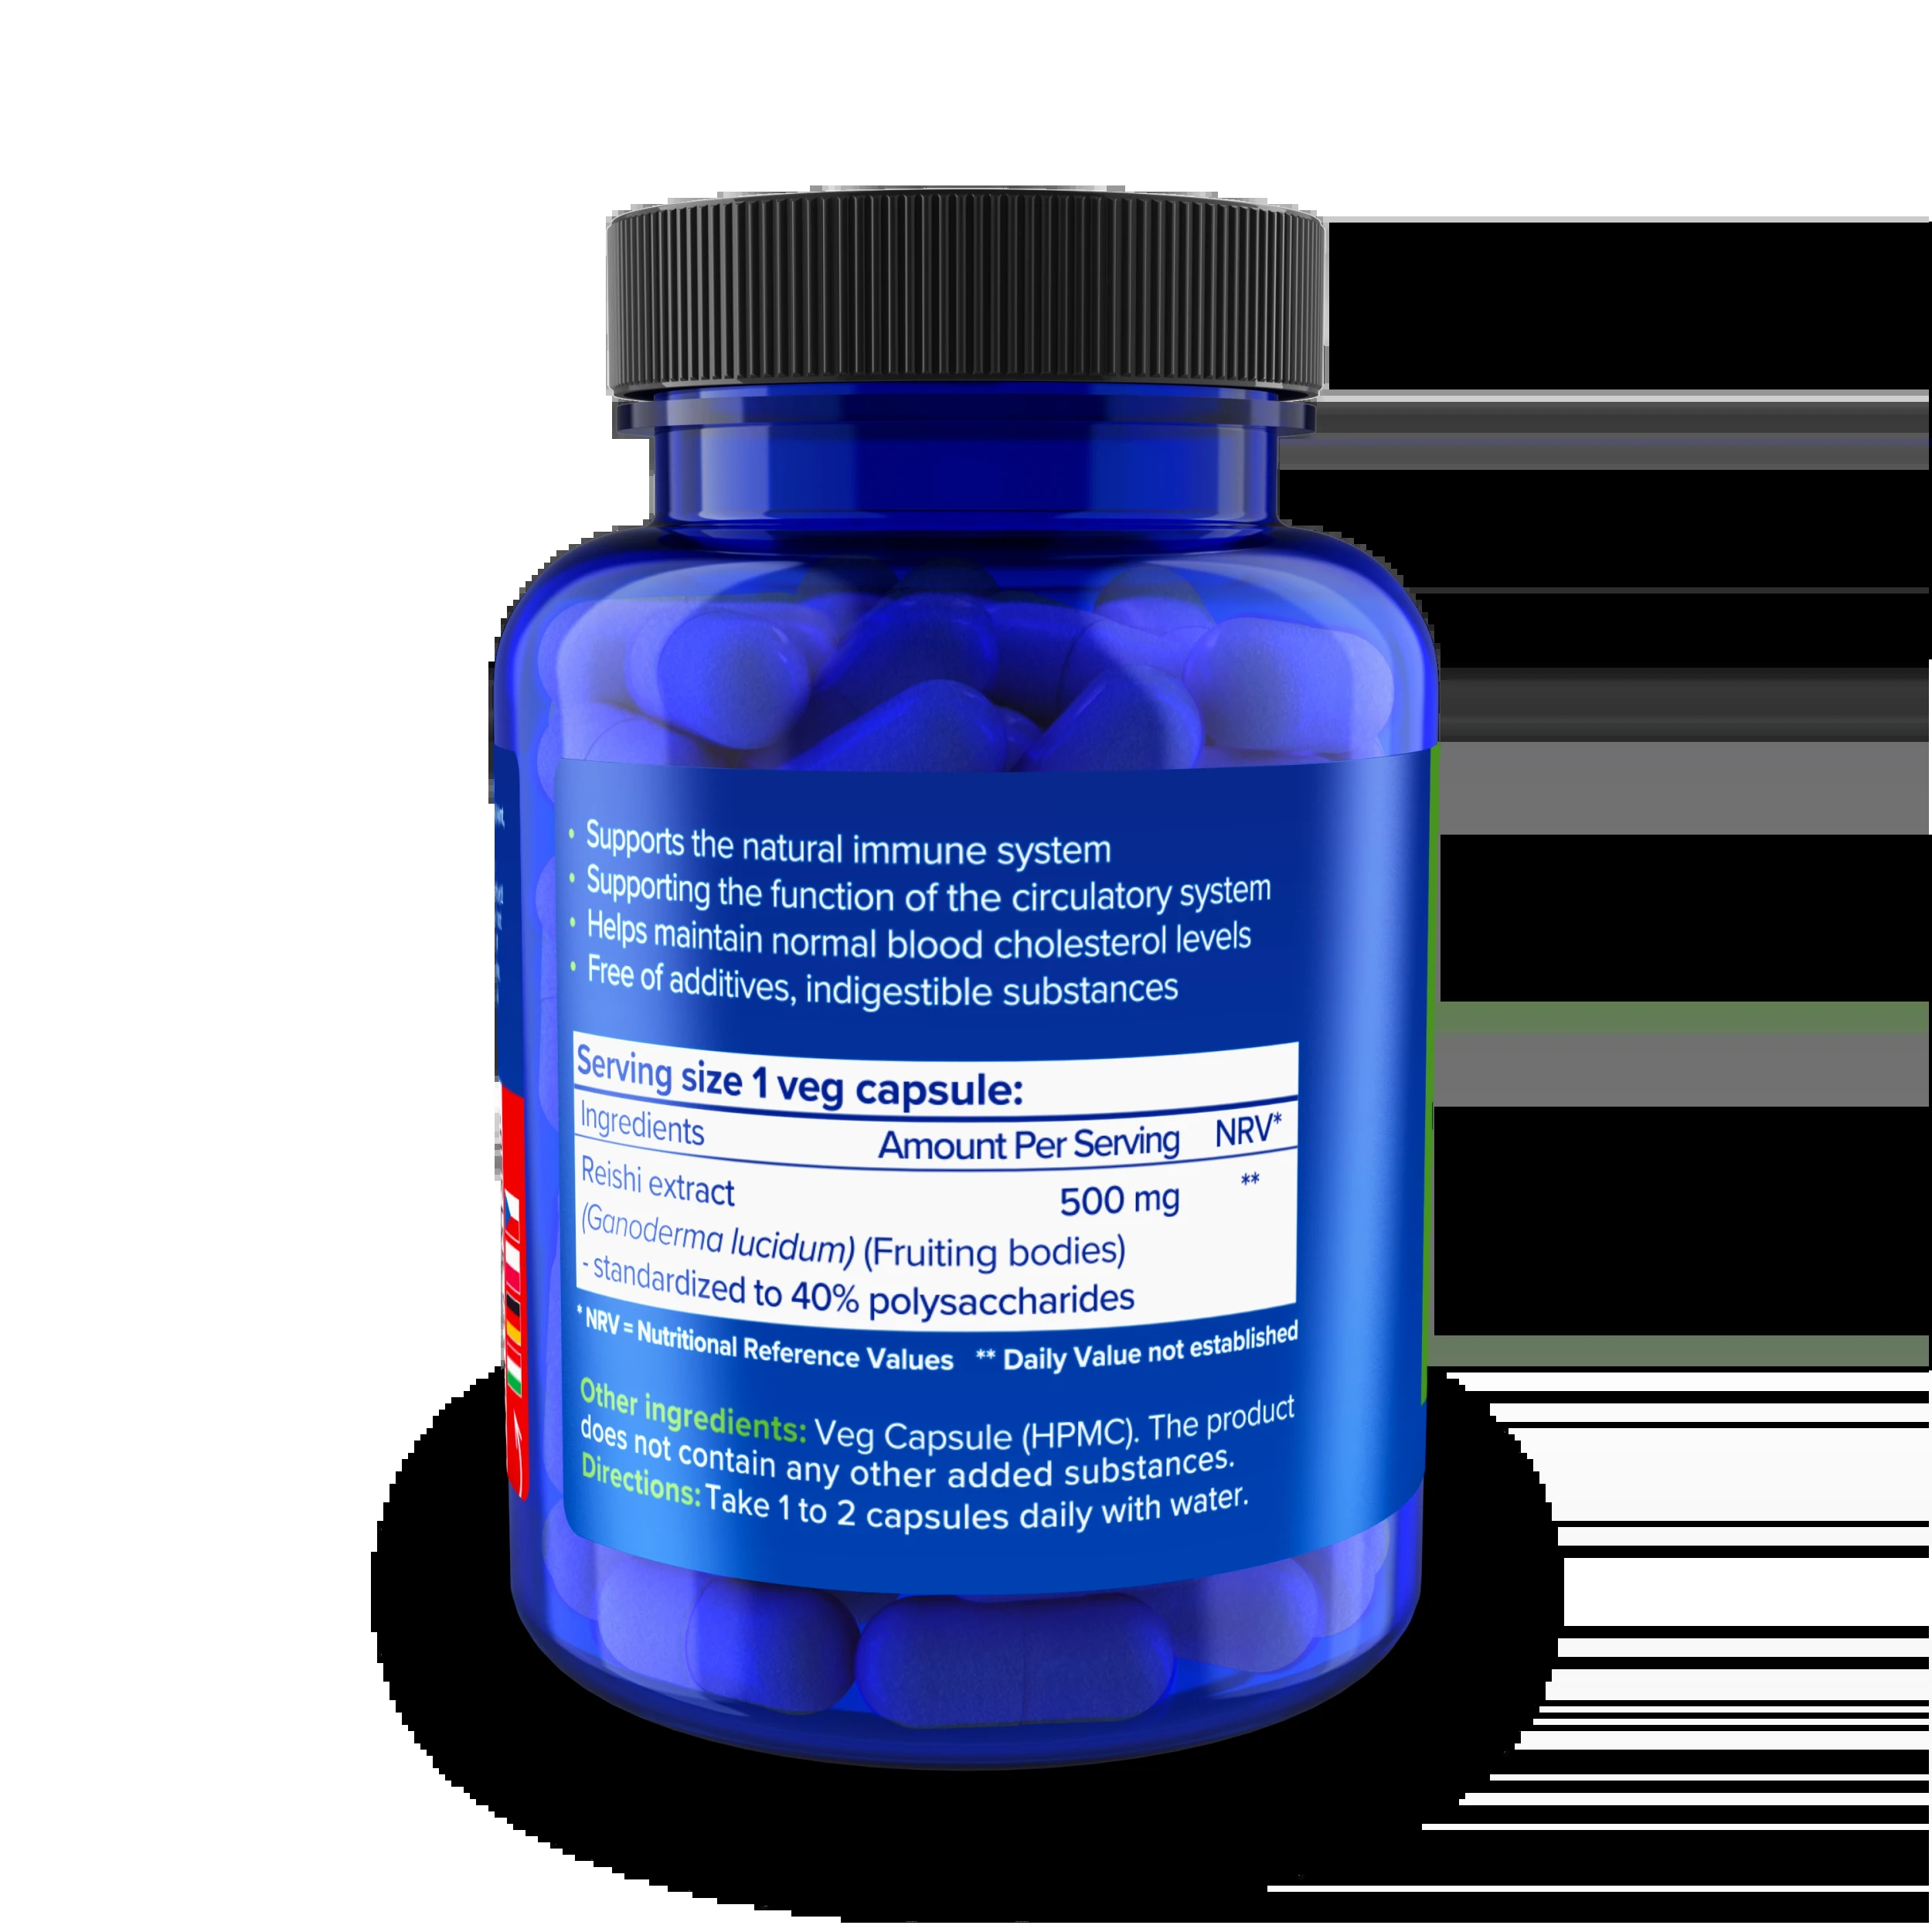 • Supports the natural immune system
• Supporting the function of the circulatory system
• Helps maintain normal blood cholesterol levels
• Free of additives, indigestible substances
Serving size 1 veg capsule:
Ingredients Amount Per Serving NRV*
Reishi extract 500 mg **
(Ganoderma lucidum) (Fruiting bodies)
- standardized to 40% polysaccharides
* NRV = Nutritional Reference Values ** Daily Value not established
Other ingredients: Veg Capsule (HPMC). The product
does not contain any other added substances.
Directions: Take 1 to 2 capsules daily with water.